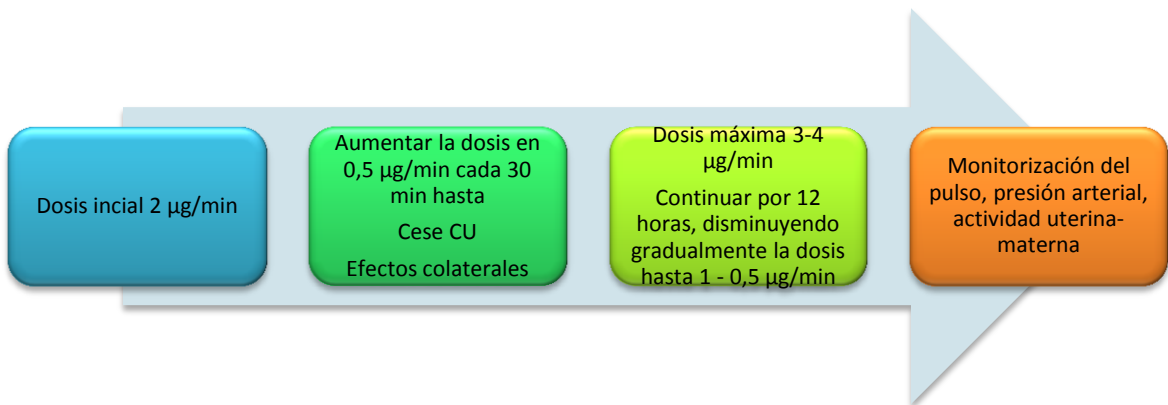 Dosis incial 2 µg/min
Aumentar la dosis en
0,5 µg/min cada 30
min hasta
Cese CU
Efectos colaterales
Dosis máxima 3-4
µg/min
Continuar por 12
horas, disminuyendo
gradualmente la dosis
hasta 1 - 0,5 µg/min
Monitorización del
pulso, presión arterial,
actividad uterina-
materna